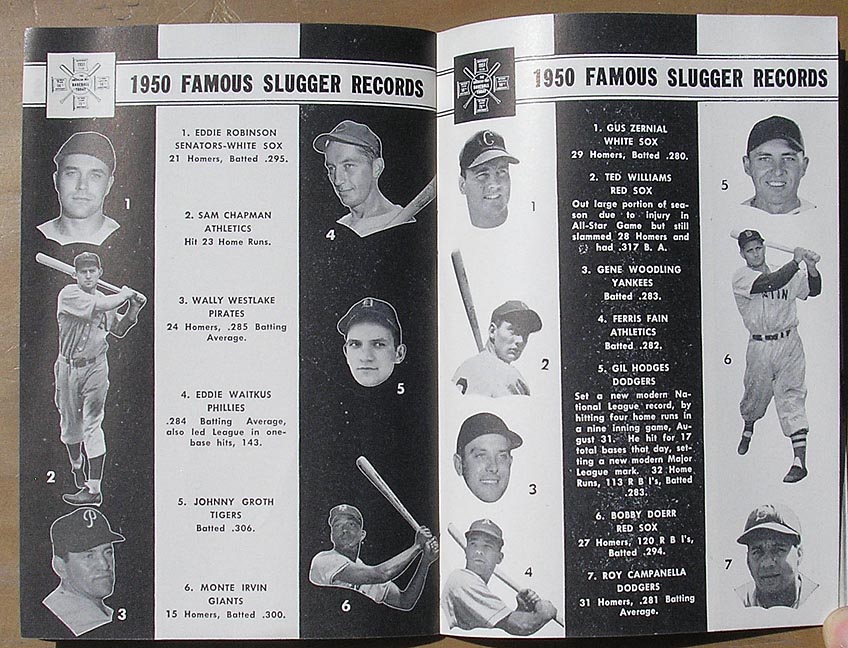 1950 FAMOUS SLUGGER RECORDS
1. EDDIE ROBINSON
SENATORS-WHITE SOX
21 Homers, Batted .295.
2. SAM CHAPMAN
ATHLETICS
Hit 23 Home Runs.
3. WALLY WESTLAKE
PIRATES
24 Homers, .285 Batting
Average.
4. EDDIE WAITKUS
PHILLIES
.284 Batting Average,
also led League in one-
base hits, 143.
5. JOHNNY GROTH
TIGERS
Batted .306.
6. MONTE IRVIN
GIANTS
15 Homers, Batted .300.
1
2
3
4
5
6
1950 FAMOUS SLUGGER RECORDS
1. GUS ZERNIAL
WHITE SOX
29 Homers, Batted .280.
2. TED WILLIAMS
RED SOX
Out large portion of sea-
son due to injury in
All-Star Game but still
slammed 28 Homers and
had .317 B. A.
3. GENE WOODLING
YANKEES
Batted .283.
4. FERRIS FAIN
ATHLETICS
Batted .282.
5. GIL HODGES
DODGERS
Set a new modern Na-
tional League record, by
hitting four home runs in
a nine inning game, Au-
gust 31. He hit for 17
total bases that day, set-
ting a new modern Major
League mark. 32 Home
Runs, 113 R B I's, Batted
.283.
6. BOBBY DOERR
RED SOX
27 Homers, 120 R B I's,
Batted .294.
7. ROY CAMPANELLA
DODGERS
31 Homers, .281 Batting
Average.
1
2
3
4
5
6
7